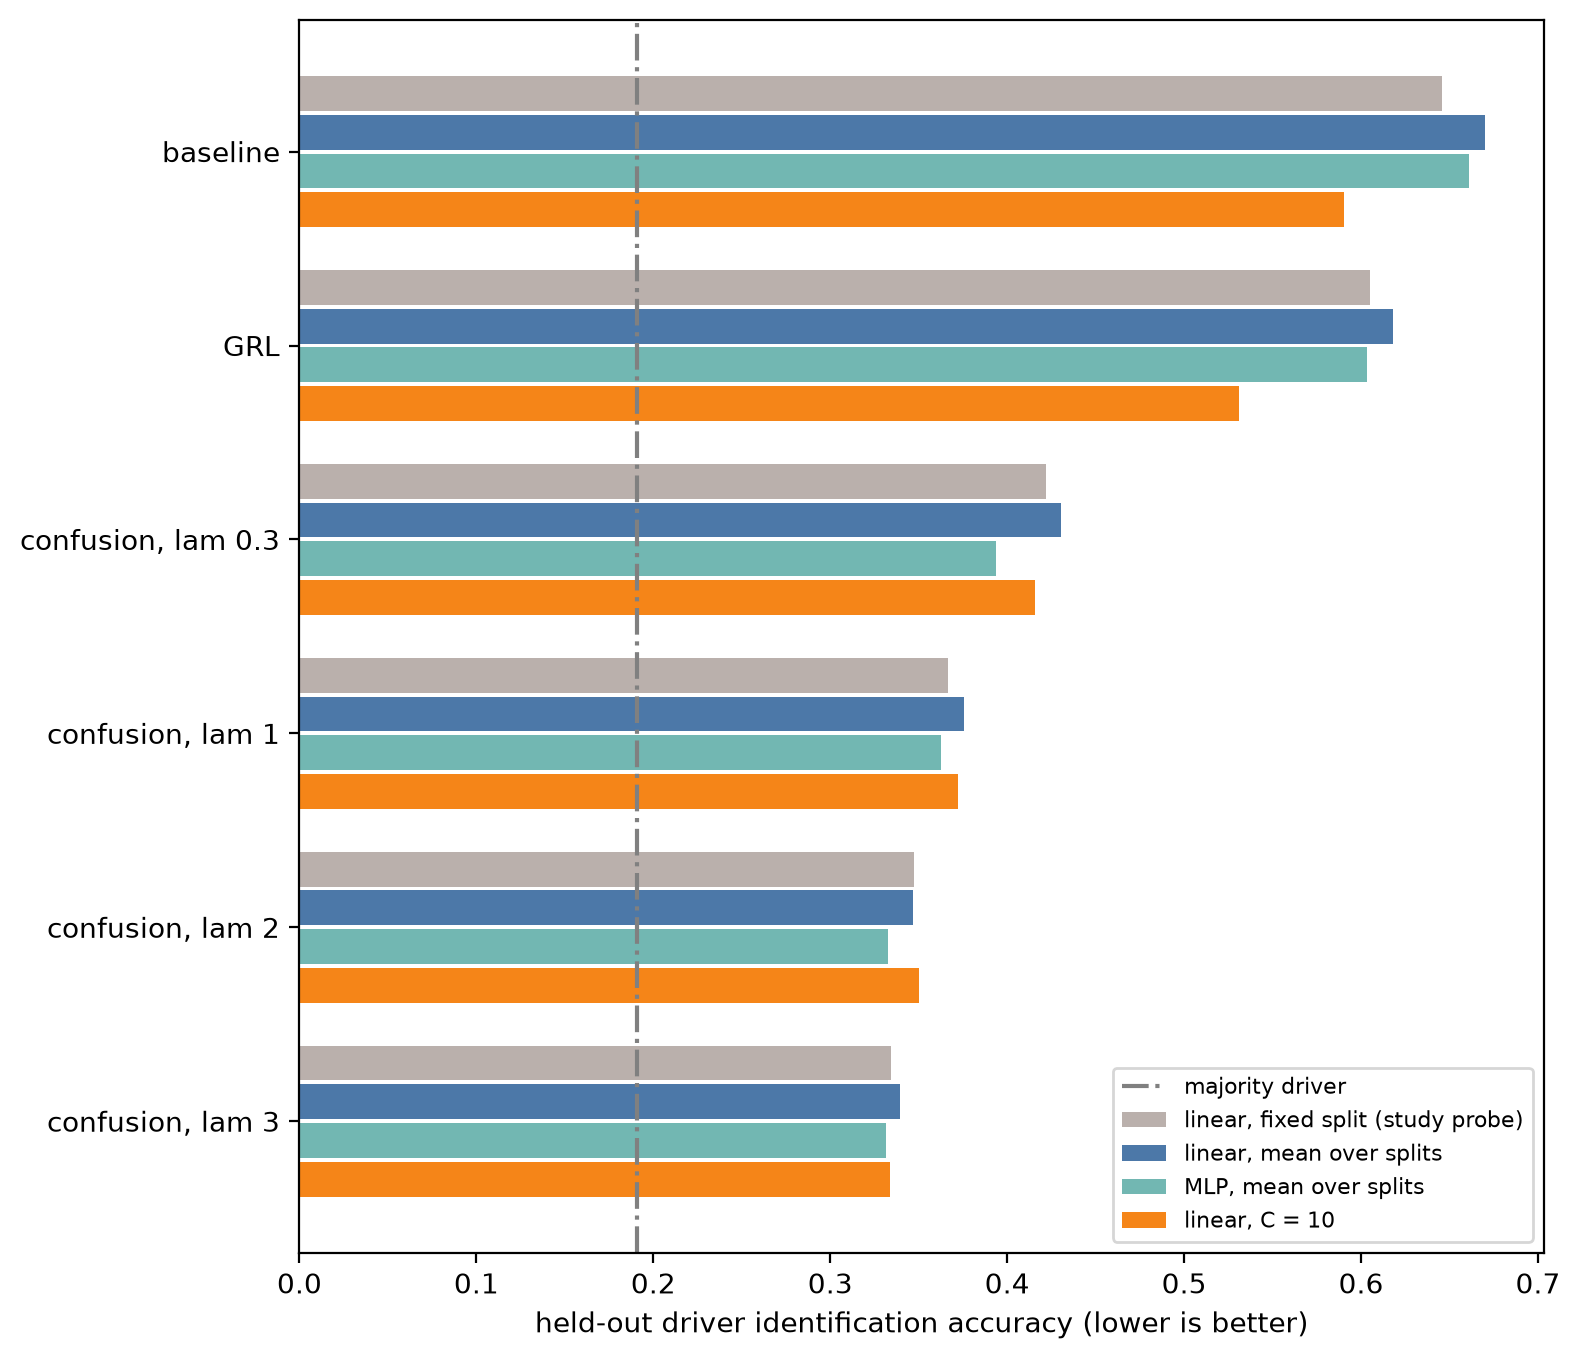 baseline
GRL
confusion, lam 0.3
confusion, lam 1
confusion, lam 2
confusion, lam 3
majority driver
linear, fixed split (study probe)
linear, mean over splits
MLP, mean over splits
linear, C = 10
0.0 0.1 0.2 0.3 0.4 0.5 0.6 0.7
held-out driver identification accuracy (lower is better)